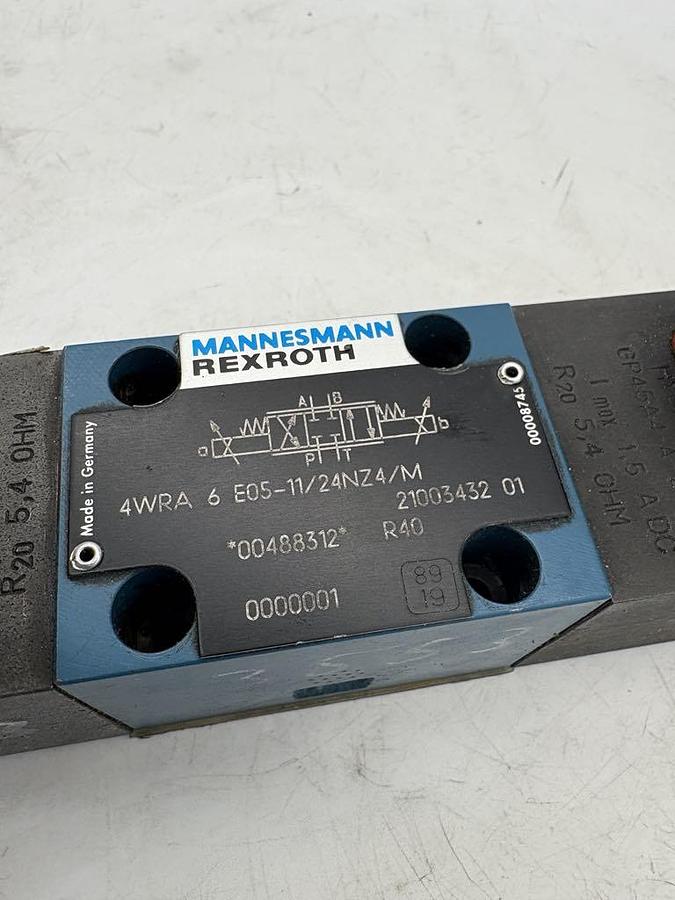 MANNESMANN
REXROTH
A B
a b
P T
Made in Germany
00008745
4WRA 6 E05-11/24NZ4/M
21003432 01
*00488312* R40
0000001
89
19
R20 5,4 OHM
GP45A4 A
I max 1,5 A DC
R20 5,4 OHM